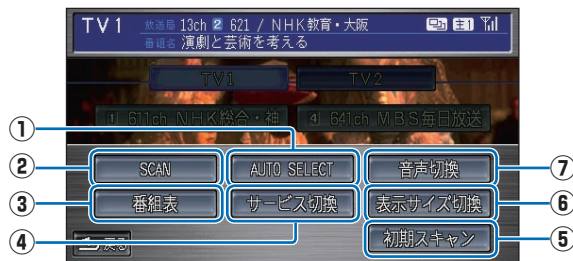 TV1 放送局 13ch 2 621 / NHK教育・大阪 主1
番組名 演劇と芸術を考える
TV1 TV2
1 611ch NHK総合・神 4 641ch MBS毎日放送
①
② SCAN AUTO SELECT 音声切換 ⑦
③ 番組表 サービス切換 表示サイズ切換 ⑥
④ 戻る 初期スキャン ⑤